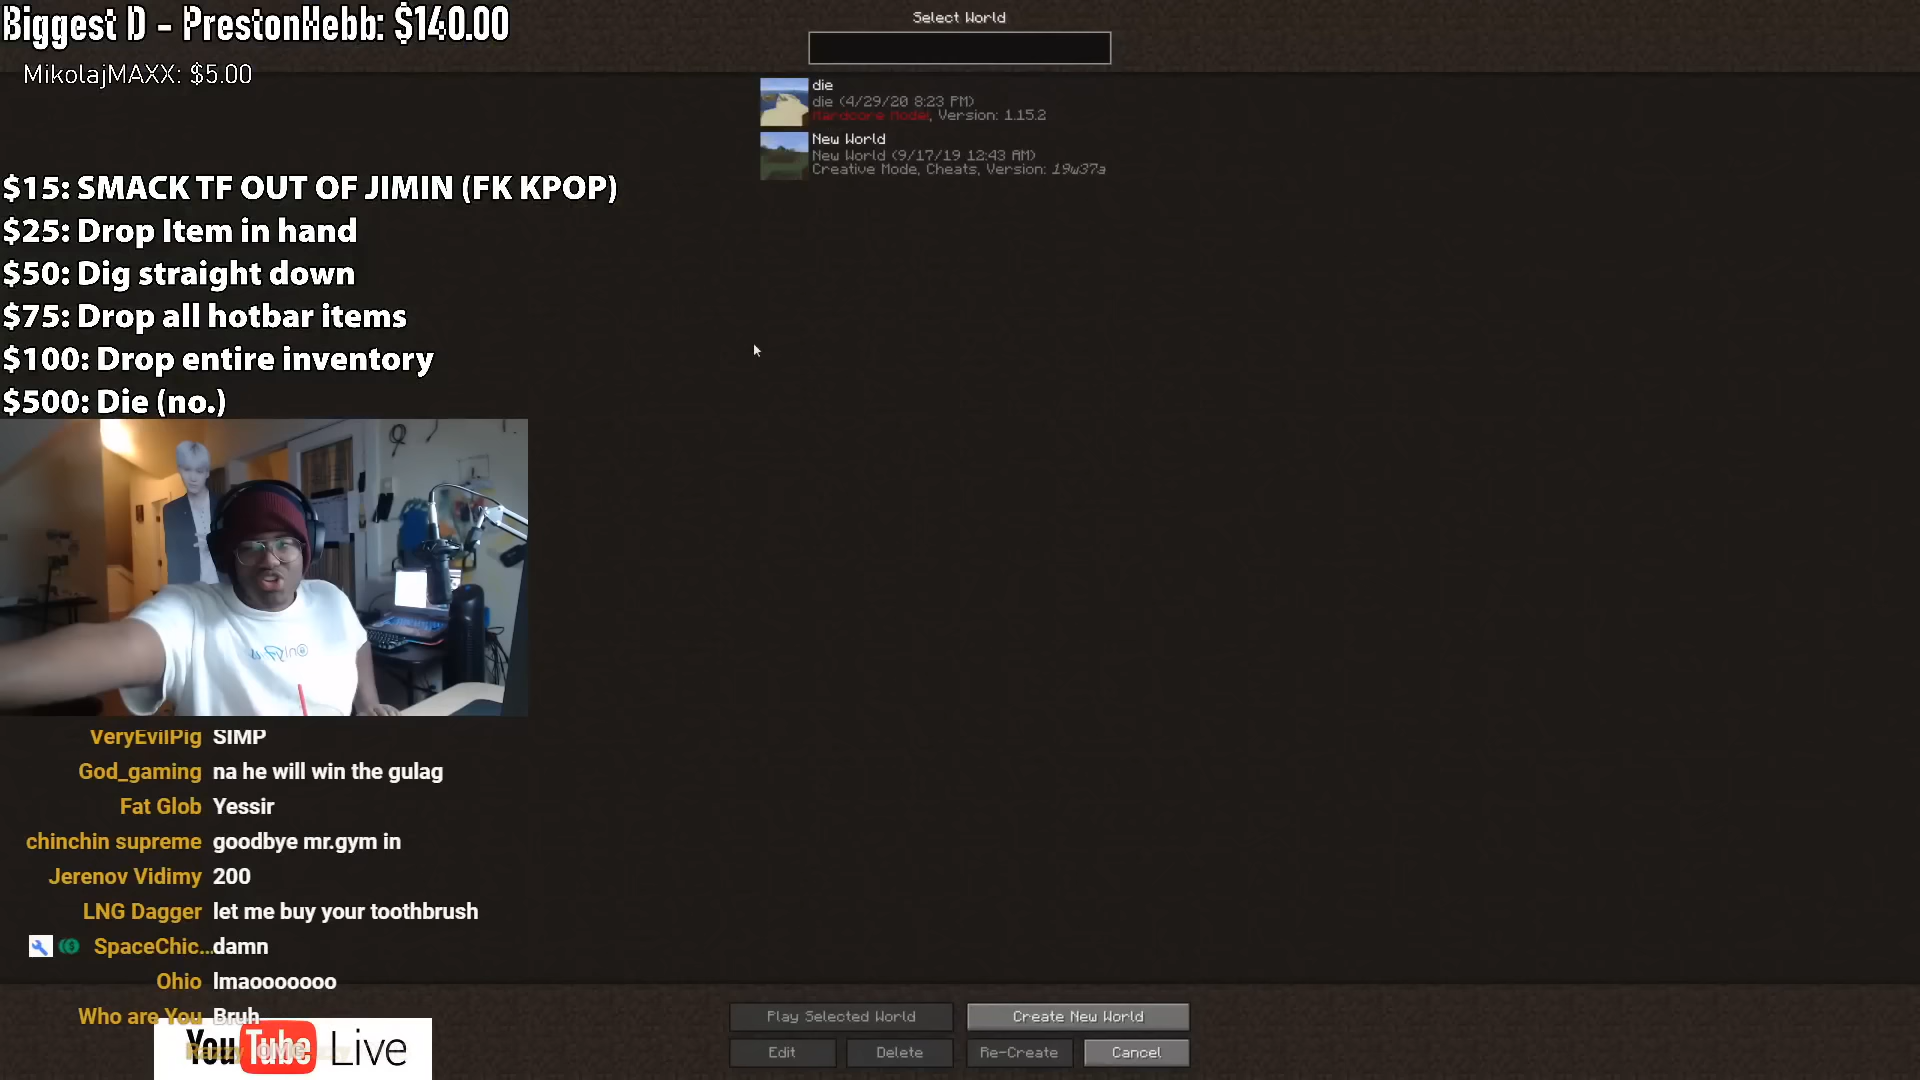 Biggest D - PrestonHebb: $140.00
MikolajMAXX: $5.00
$15: SMACK TF OUT OF JIMIN (FK KPOP)
$25: Drop Item in hand
$50: Dig straight down
$75: Drop all hotbar items
$100: Drop entire inventory
$500: Die (no.)
Select World
die
die (4/29/20 8:23 PM)
Hardcore Mode!, Version: 1.15.2
New World
New World (9/17/19 12:43 AM)
Creative Mode, Cheats, Version: 19w37a
VeryEvilPig SIMP
God_gaming na he will win the gulag
Fat Glob Yessir
chinchin supreme goodbye mr.gym in
Jerenov Vidimy 200
LNG Dagger let me buy your toothbrush
SpaceChic... damn
Ohio lmaooooooo
Who are You Bruh
YouTube Live
Play Selected World
Create New World
Edit
Delete
Re-Create
Cancel